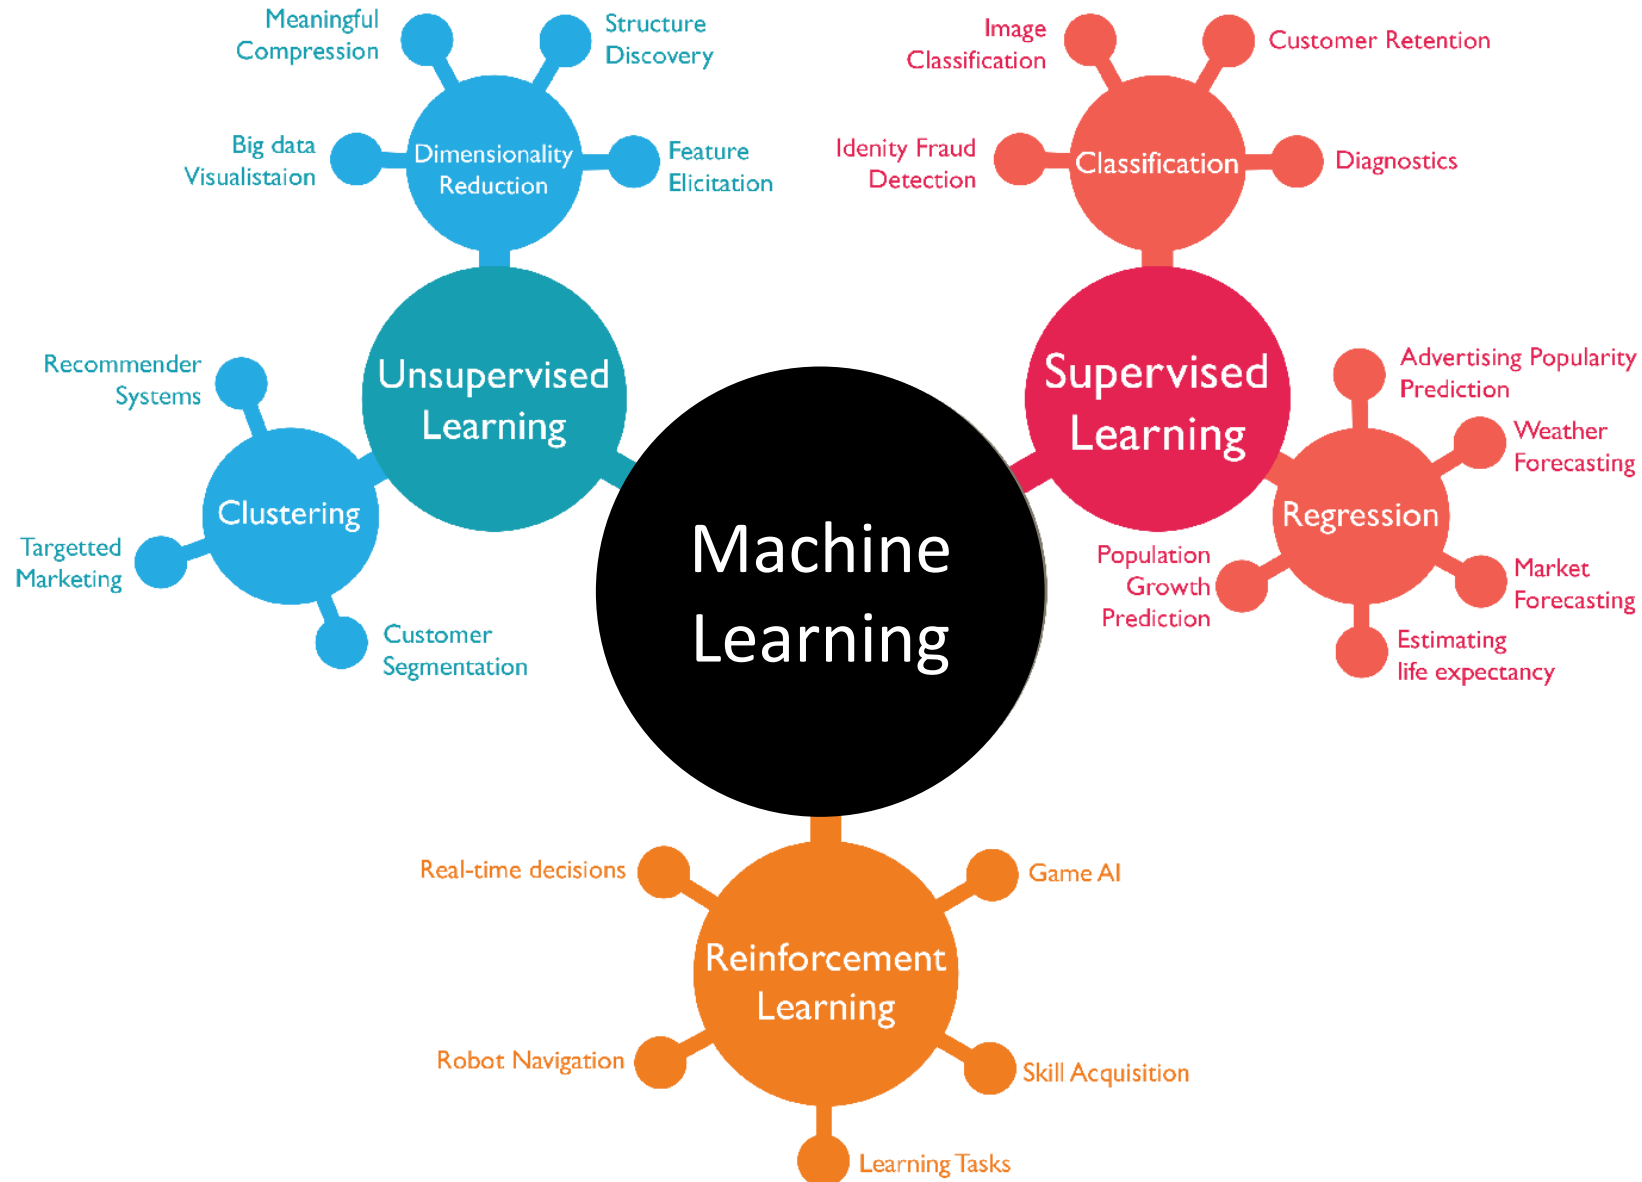 Meaningful
Compression
Structure
Discovery
Big data
Visualistaion
Dimensionality
Reduction
Feature
Elicitation
Image
Classification
Customer Retention
Idenity Fraud
Detection
Classification
Diagnostics
Recommender
Systems
Unsupervised
Learning
Clustering
Targetted
Marketing
Customer
Segmentation
Machine
Learning
Supervised
Learning
Advertising Popularity
Prediction
Weather
Forecasting
Regression
Population
Growth
Prediction
Market
Forecasting
Estimating
life expectancy
Real-time decisions
Game AI
Reinforcement
Learning
Robot Navigation
Skill Acquisition
Learning Tasks